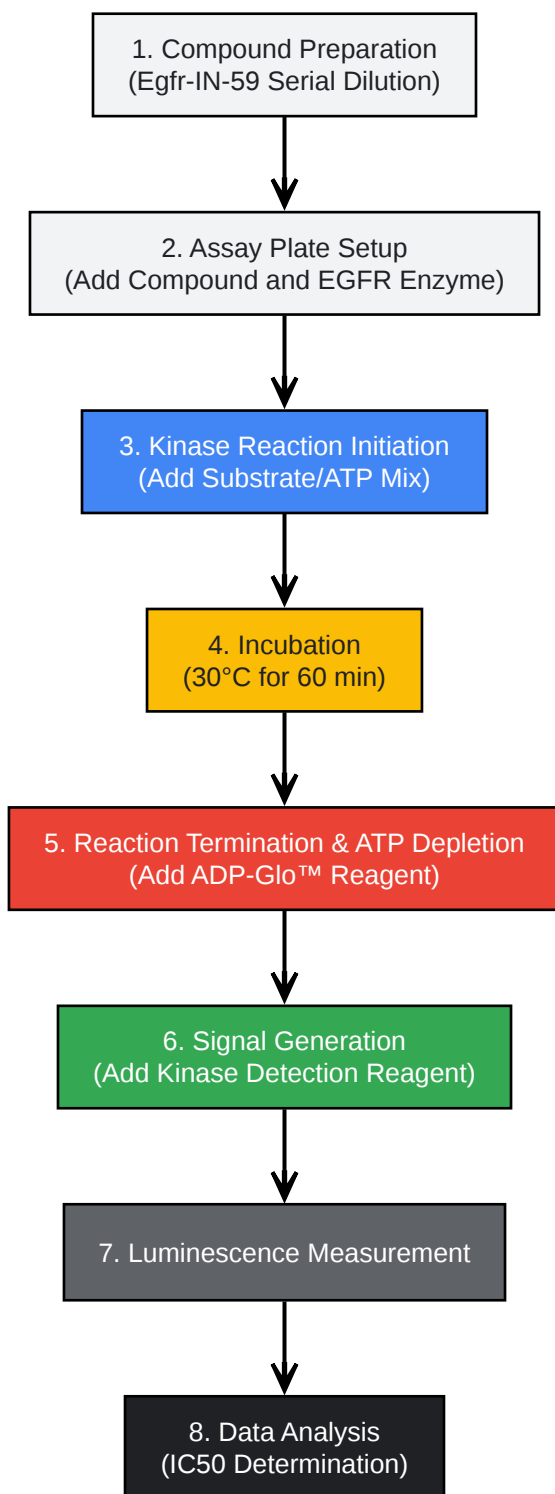 1. Compound Preparation
(Egfr-IN-59 Serial Dilution)
2. Assay Plate Setup
(Add Compound and EGFR Enzyme)
3. Kinase Reaction Initiation
(Add Substrate/ATP Mix)
4. Incubation
(30°C for 60 min)
5. Reaction Termination & ATP Depletion
(Add ADP-Glo™ Reagent)
6. Signal Generation
(Add Kinase Detection Reagent)
7. Luminescence Measurement
8. Data Analysis
(IC50 Determination)